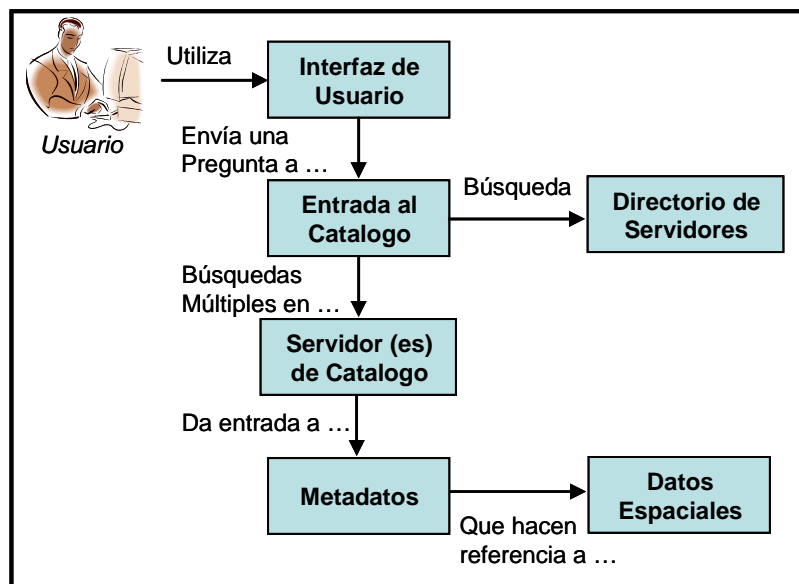 Utiliza
Interfaz de
Usuario
Usuario
Envía una
Pregunta a …
Entrada al
Catalogo
Búsqueda
Directorio de
Servidores
Búsquedas
Múltiples en …
Servidor (es)
de Catalogo
Da entrada a …
Metadatos
Datos
Espaciales
Que hacen
referencia a …